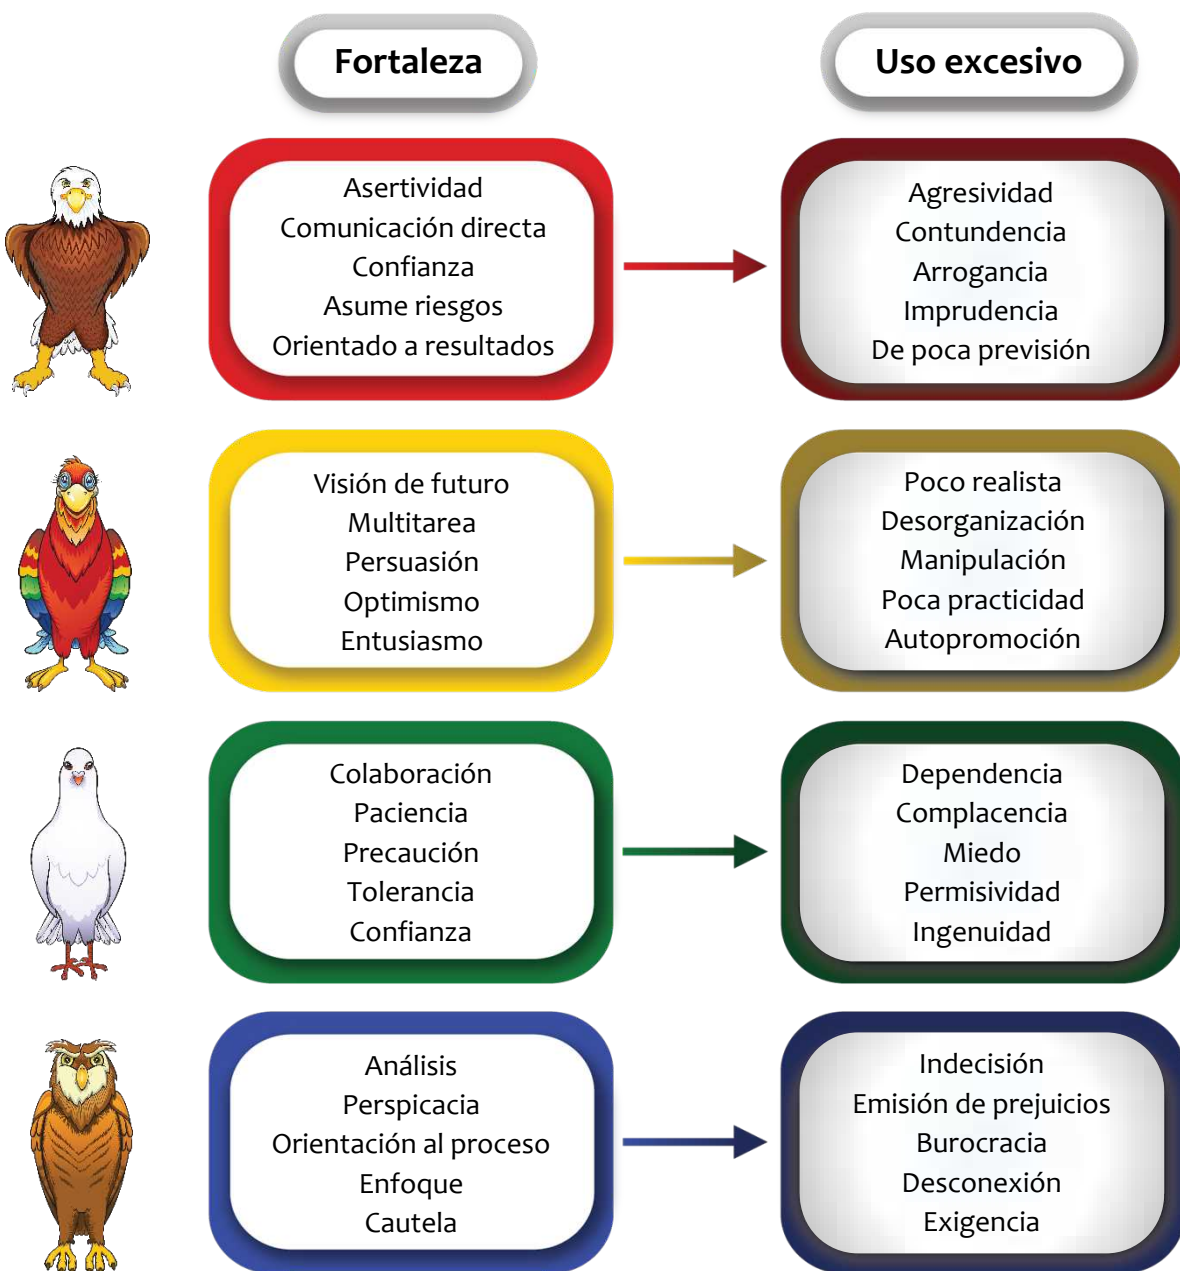 Fortaleza
Uso excesivo
Asertividad
Comunicación directa
Confianza
Asume riesgos
Orientado a resultados
Agresividad
Contundencia
Arrogancia
Imprudencia
De poca previsión
Visión de futuro
Multitarea
Persuasión
Optimismo
Entusiasmo
Poco realista
Desorganización
Manipulación
Poca practicidad
Autopromoción
Colaboración
Paciencia
Precaución
Tolerancia
Confianza
Dependencia
Complacencia
Miedo
Permisividad
Ingenuidad
Análisis
Perspicacia
Orientación al proceso
Enfoque
Cautela
Indecisión
Emisión de prejuicios
Burocracia
Desconexión
Exigencia